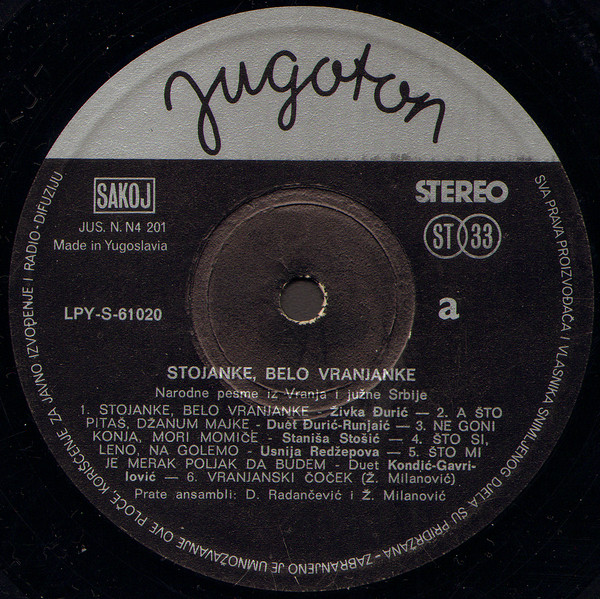 jugoton
SAKOJ
JUS. N. N4 201
Made in Yugoslavia
STEREO
ST 33
LPY-S-61020
a
STOJANKE, BELO VRANJANKE
Narodne pesme iz Vranja i južne Srbije
1. STOJANKE, BELO VRANJANKE - Živka Đurić — 2. A ŠTO
PITAŠ, DŽANUM MAJKE - Duet Đurić-Runjaić — 3. NE GONI
KONJA, MORI MOMIČE - Staniša Stošić — 4. ŠTO SI,
LENO, NA GOLEMO - Usnija Redžepova — 5. ŠTO MI
JE MERAK POLJAK DA BUDEM - Duet Kondić-Gavri-
lović — 6. VRANJANSKI ČOČEK (Ž. Milanović)
Prate ansambli: D. Radančević i Ž. Milanović
SVA PRAVA PROIZVOĐAČA I VLASNIKA SNIMLJENOG DJELA SU PRIDRŽANA - ZABRANJENO JE UMNOŽAVANJE OVE PLOČE, KORIŠĆENJE ZA JAVNO IZVOĐENJE I RADIO-DIFUZIJU